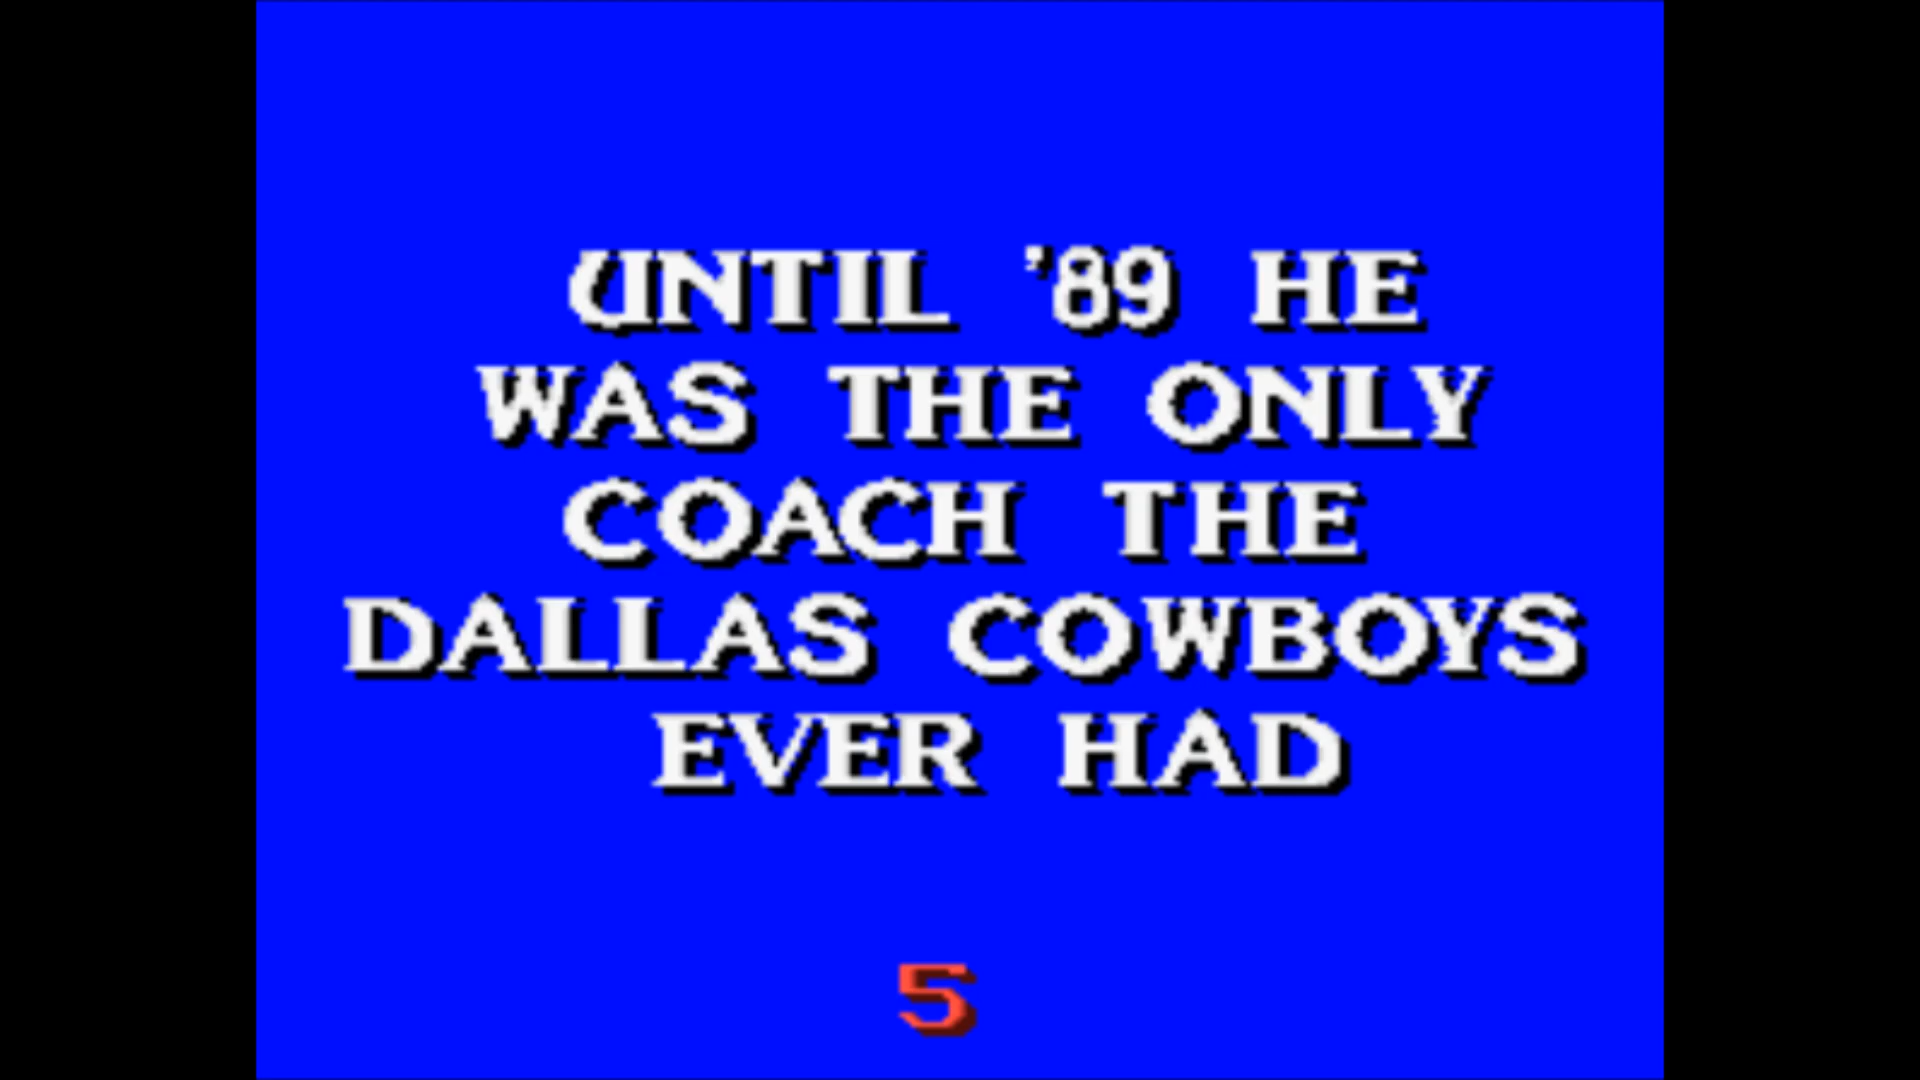 UNTIL '89 HE
WAS THE ONLY
COACH THE
DALLAS COWBOYS
EVER HAD
5